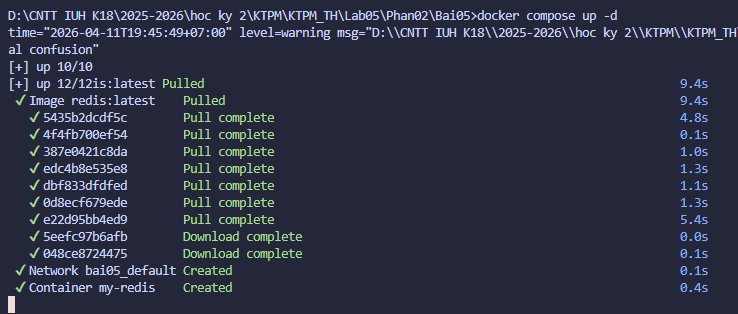 D:\CNTT IUH K18\2025-2026\hoc ky 2\KTPM\KTPM_TH\Lab05\Phan02\Bai05>docker compose up -d
time="2026-04-11T19:45:49+07:00" level=warning msg="D:\\CNTT IUH K18\\2025-2026\\hoc ky 2\\KTPM\\KTPM_TH\
al confusion"
[+] up 10/10
[+] up 12/12is:latest Pulled 9.4s
✔ Image redis:latest Pulled 9.4s
✔ 5435b2dcdf5c Pull complete 4.8s
✔ 4f4fb700ef54 Pull complete 0.1s
✔ 387e0421c8da Pull complete 1.0s
✔ edc4b8e535e8 Pull complete 1.3s
✔ dbf833dfdfed Pull complete 1.1s
✔ 0d8ecf679ede Pull complete 1.3s
✔ e22d95bb4ed9 Pull complete 5.4s
✔ 5eefc97b6afb Download complete 0.0s
✔ 048ce8724475 Download complete 0.1s
✔ Network bai05_default Created 0.1s
✔ Container my-redis Created 0.4s